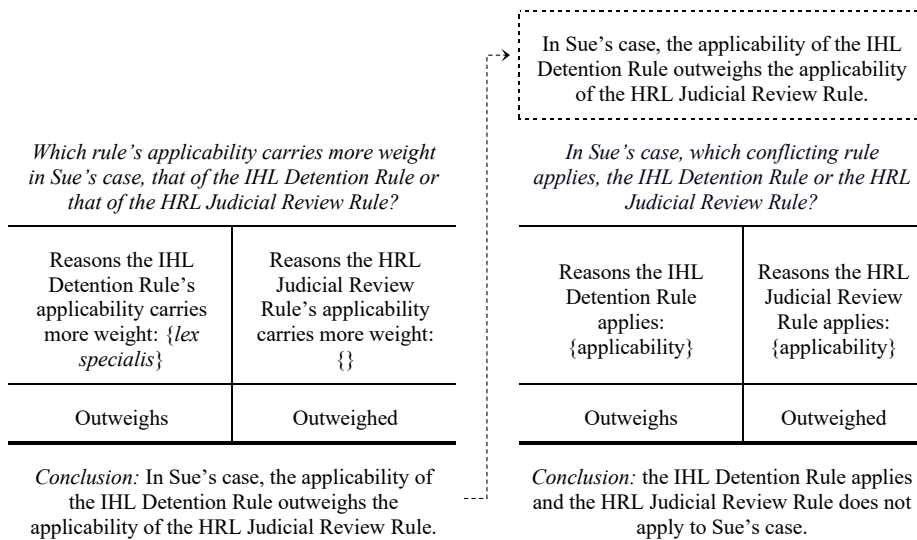 In Sue’s case, the applicability of the IHL
Detention Rule outweighs the applicability
of the HRL Judicial Review Rule.
Which rule’s applicability carries more weight
in Sue’s case, that of the IHL Detention Rule or
that of the HRL Judicial Review Rule?
Reasons the IHL
Detention Rule’s
applicability carries
more weight: {lex
specialis}
Reasons the HRL
Judicial Review
Rule’s applicability
carries more weight:
{}
Outweighs
Outweighed
Conclusion: In Sue’s case, the applicability of
the IHL Detention Rule outweighs the
applicability of the HRL Judicial Review Rule.
In Sue’s case, which conflicting rule
applies, the IHL Detention Rule or the HRL
Judicial Review Rule?
Reasons the IHL
Detention Rule
applies:
{applicability}
Reasons the HRL
Judicial Review
Rule applies:
{applicability}
Outweighs
Outweighed
Conclusion: the IHL Detention Rule applies
and the HRL Judicial Review Rule does not
apply to Sue’s case.